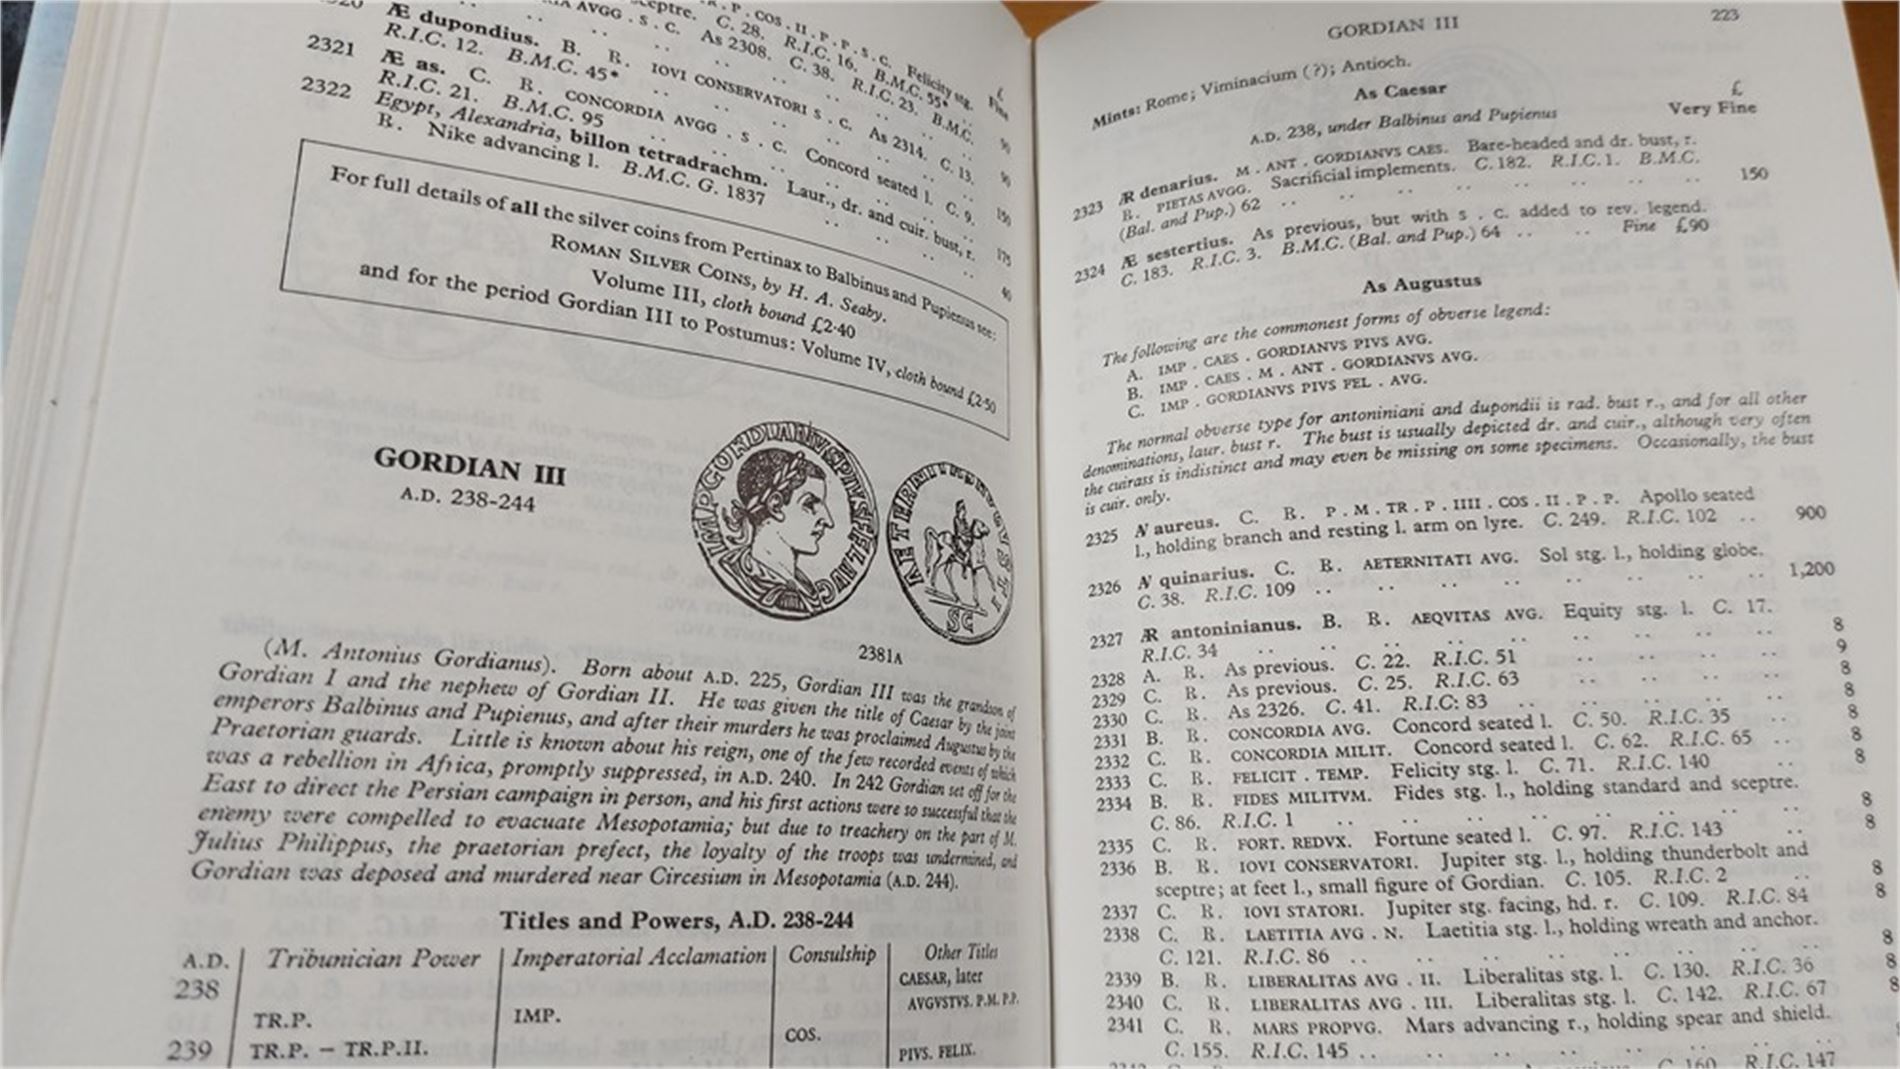 sceptre. C. 28. R.I.C. 16. B.M.C. 55*
AVGG . S . C. As 2308. C. 38. R.I.C. 23. B.M.C.
2320 Æ dupondius. B. R. IOVI CONSERVATORI S . C. As 2314. C. 13.
R.I.C. 12. B.M.C. 45* .. .. .. .. 90
2321 Æ as. C. R. CONCORDIA AVGG . S . C. Concord seated l. C. 9.
R.I.C. 21. B.M.C. 95 .. .. .. .. 175
2322 Egypt, Alexandria, billon tetradrachm. Laur., dr. and cuir. bust, r.
R. Nike advancing l. B.M.C. G. 1837 .. .. .. 40
For full details of all the silver coins from Pertinax to Balbinus and Pupienus see:
ROMAN SILVER COINS, by H. A. Seaby.
Volume III, cloth bound £2·40
and for the period Gordian III to Postumus: Volume IV, cloth bound £2·50
GORDIAN III
A.D. 238-244
IMP GORDIANVS PIVS FEL AVG
SC
2381A
(M. Antonius Gordianus). Born about A.D. 225, Gordian III was the grandson of
Gordian I and the nephew of Gordian II. He was given the title of Caesar by the joint
emperors Balbinus and Pupienus, and after their murders he was proclaimed Augustus by the
Praetorian guards. Little is known about his reign, one of the few recorded events of which
was a rebellion in Africa, promptly suppressed, in A.D. 240. In 242 Gordian set off for the
East to direct the Persian campaign in person, and his first actions were so successful that the
enemy were compelled to evacuate Mesopotamia; but due to treachery on the part of M.
Julius Philippus, the praetorian prefect, the loyalty of the troops was undermined, and
Gordian was deposed and murdered near Circesium in Mesopotamia (A.D. 244).
Titles and Powers, A.D. 238-244
A.D. Tribunician Power Imperatorial Acclamation Consulship Other Titles
238 CAESAR, later
TR.P. IMP. AVGVSTVS. P.M. P.P.
239 TR.P. – TR.P.II. COS. PIVS. FELIX.
GORDIAN III 223
Mints: Rome; Viminacium (?); Antioch.
As Caesar £
A.D. 238, under Balbinus and Pupienus Very Fine
2323 Æ denarius. M . ANT . GORDIANVS CAES. Bare-headed and dr. bust, r.
R. PIETAS AVGG. Sacrificial implements. C. 182. R.I.C. 1. B.M.C.
(Bal. and Pup.) 62 .. .. .. .. .. .. .. 150
2324 Æ sestertius. As previous, but with S . C. added to rev. legend.
C. 183. R.I.C. 3. B.M.C. (Bal. and Pup.) 64 .. .. Fine £90
As Augustus
The following are the commonest forms of obverse legend:
A. IMP . CAES . GORDIANVS PIVS AVG.
B. IMP . CAES . M . ANT . GORDIANVS AVG.
C. IMP . GORDIANVS PIVS FEL . AVG.
The normal obverse type for antoniniani and dupondii is rad. bust r., and for all other
denominations, laur. bust r. The bust is usually depicted dr. and cuir., although very often
the cuirass is indistinct and may even be missing on some specimens. Occasionally, the bust
is cuir. only.
2325 N aureus. C. R. P . M . TR . P . IIII . COS . II . P . P. Apollo seated
l., holding branch and resting l. arm on lyre. C. 249. R.I.C. 102 .. 900
2326 N quinarius. C. R. AETERNITATI AVG. Sol stg. l., holding globe.
C. 38. R.I.C. 109 .. .. .. .. .. .. .. 1,200
2327 Æ antoninianus. B. R. AEQVITAS AVG. Equity stg. l. C. 17.
R.I.C. 34 .. .. .. .. .. .. .. 8
2328 A. R. As previous. C. 22. R.I.C. 51 .. .. .. 9
2329 C. R. As previous. C. 25. R.I.C. 63 .. .. .. 8
2330 C. R. As 2326. C. 41. R.I.C: 83 .. .. .. .. 8
2331 B. R. CONCORDIA AVG. Concord seated l. C. 50. R.I.C. 35 .. 8
2332 C. R. CONCORDIA MILIT. Concord seated l. C. 62. R.I.C. 65 .. 8
2333 C. R. FELICIT . TEMP. Felicity stg. l. C. 71. R.I.C. 140 .. 8
2334 B. R. FIDES MILITVM. Fides stg. l., holding standard and sceptre.
C. 86. R.I.C. 1 .. .. .. .. .. .. .. 8
2335 C. R. FORT. REDVX. Fortune seated l. C. 97. R.I.C. 143 .. 8
2336 B. R. IOVI CONSERVATORI. Jupiter stg. l., holding thunderbolt and
sceptre; at feet l., small figure of Gordian. C. 105. R.I.C. 2 .. 8
2337 C. R. IOVI STATORI. Jupiter stg. facing, hd. r. C. 109. R.I.C. 84 8
2338 C. R. LAETITIA AVG . N. Laetitia stg. l., holding wreath and anchor.
C. 121. R.I.C. 86 .. .. .. .. .. .. .. 8
2339 B. R. LIBERALITAS AVG . II. Liberalitas stg. l. C. 130. R.I.C. 36 8
2340 C. R. LIBERALITAS AVG . III. Liberalitas stg. l. C. 142. R.I.C. 67 8
2341 C. R. MARS PROPVG. Mars advancing r., holding spear and shield.
C. 155. R.I.C. 145 .. .. .. .. .. .. ..
C. 160. R.I.C. 147